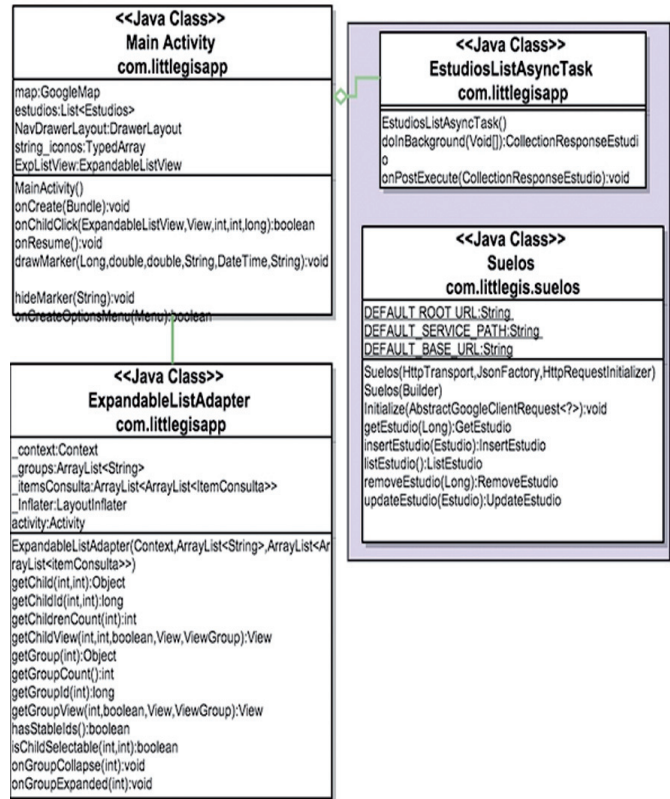 <<Java Class>>
Main Activity
com.littlegisapp
map:GoogleMap
estudios:List<Estudios>
NavDrawerLayout:DrawerLayout
string_iconos:TypedArray
ExpListView:ExpandableListView
MainActivity()
onCreate(Bundle):void
onChildClick(ExpandableListView,View,int,int,long):boolean
onResume():void
drawMarker(Long,double,double,String,DateTime,String):void
hideMarker(String):void
onCreateOptionsMenu(Menu):boolean
<<Java Class>>
ExpandableListAdapter
com.littlegisapp
_context:Context
_groups:ArrayList<String>
_itemsConsulta:ArrayList<ArrayList<ItemConsulta>>
_Inflater:LayoutInflater
activity:Activity
ExpandableListAdapter(Context,ArrayList<String>,ArrayList<Ar
rayList<itemConsulta>>)
getChild(int,int):Object
getChildId(int,int):long
getChildrenCount(int):int
getChildView(int,int,boolean,View,ViewGroup):View
getGroup(int):Object
getGroupCount():int
getGroupId(int):long
getGroupView(int,boolean,View,ViewGroup):View
hasStableIds():boolean
isChildSelectable(int,int):boolean
onGroupCollapse(int):void
onGroupExpanded(int):void
<<Java Class>>
EstudiosListAsyncTask
com.littlegisapp
EstudiosListAsyncTask()
doInBackground(Void[]):CollectionResponseEstudi
o
onPostExecute(CollectionResponseEstudio):void
<<Java Class>>
Suelos
com.littlegis.suelos
DEFAULT ROOT URL:String
DEFAULT_SERVICE_PATH:String
DEFAULT_BASE_URL:String
Suelos(HttpTransport,JsonFactory,HttpRequestInitializer)
Suelos(Builder)
Initialize(AbstractGoogleClientRequest<?>):void
getEstudio(Long):GetEstudio
insertEstudio(Estudio):InsertEstudio
listEstudio():ListEstudio
removeEstudio(Long):RemoveEstudio
updateEstudio(Estudio):UpdateEstudio